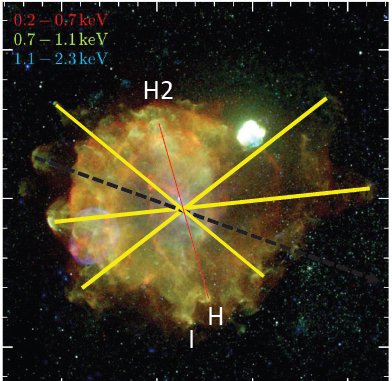 0.2 – 0.7 keV
0.7 – 1.1 keV
1.1 – 2.3 keV
H2
H
I